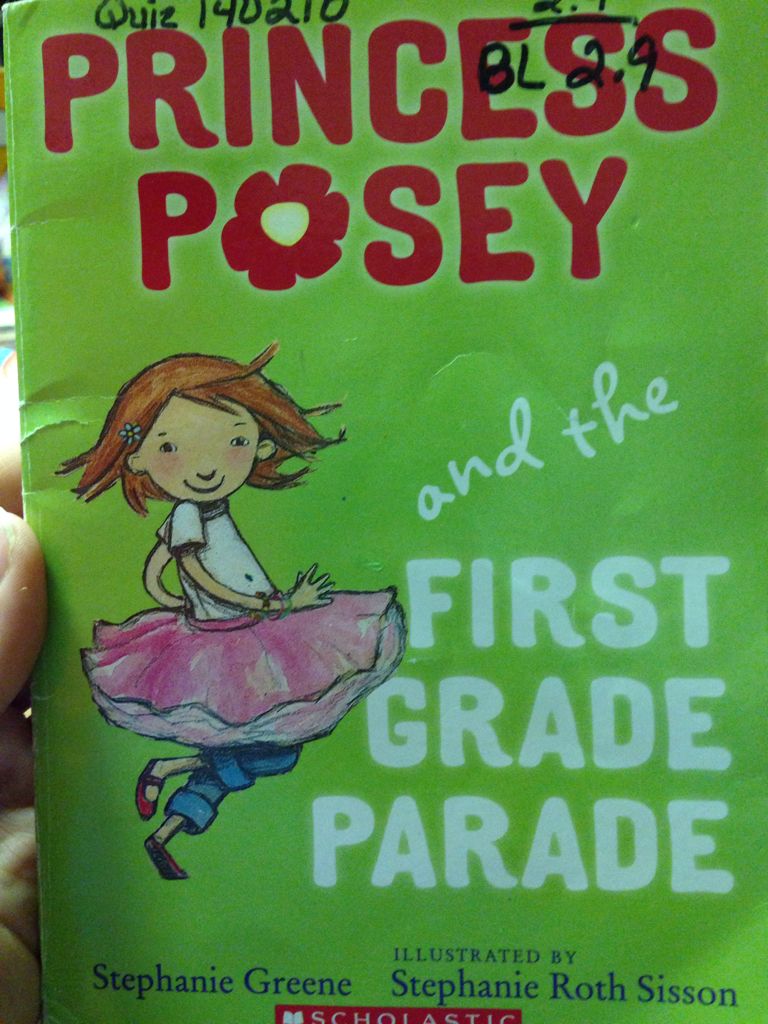 Quiz 140210
BL 2.9
PRINCESS
POSEY
and the
FIRST
GRADE
PARADE
ILLUSTRATED BY
Stephanie Greene Stephanie Roth Sisson
SCHOLASTIC